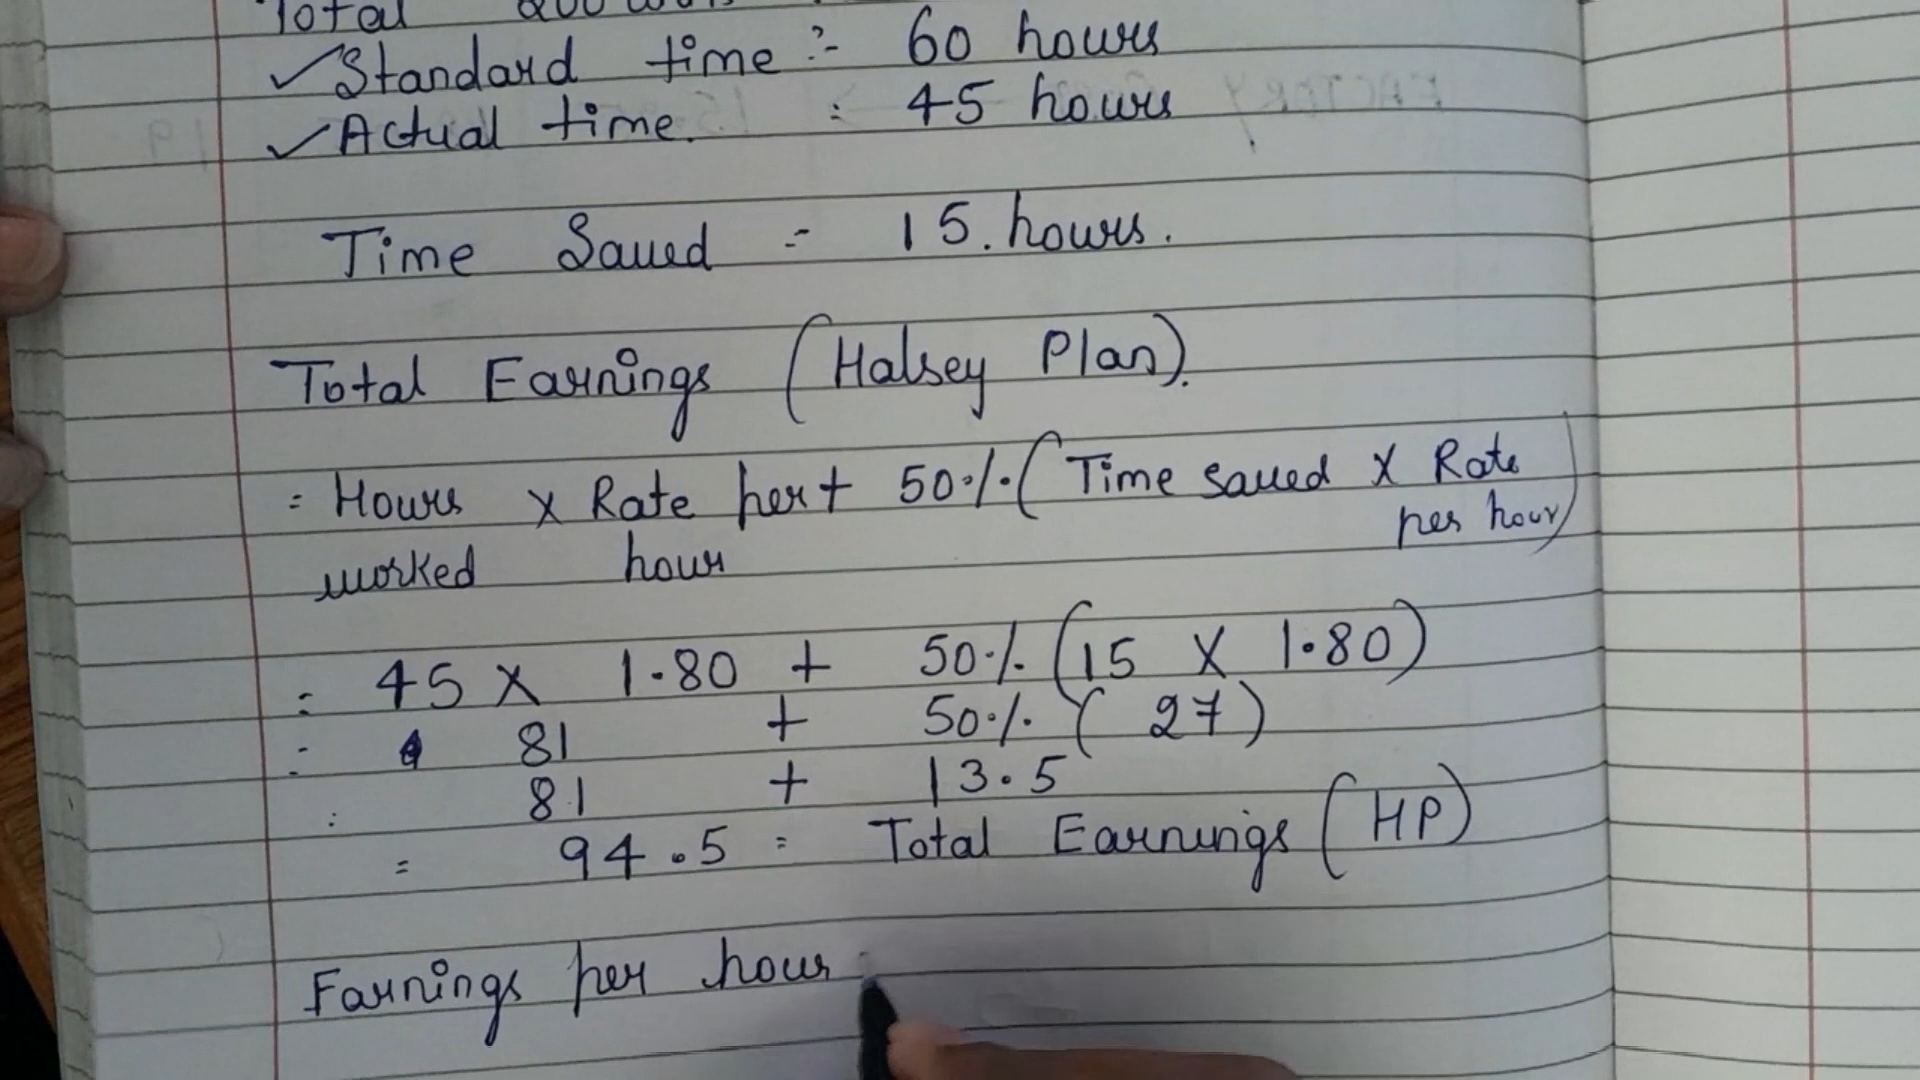 Total
✓Standard time :- 60 hours
✓Actual time. : 45 hours
Time Saved = 15. hours.
Total Earnings (Halsey Plan).
= Hours x Rate per + 50% (Time saved x Rate
worked hour per hour)
= 45 x 1.80 + 50% (15 x 1.80)
= 81 + 50% (27)
: 81 + 13.5
= 94.5 = Total Earnings (HP)
Earnings per hour